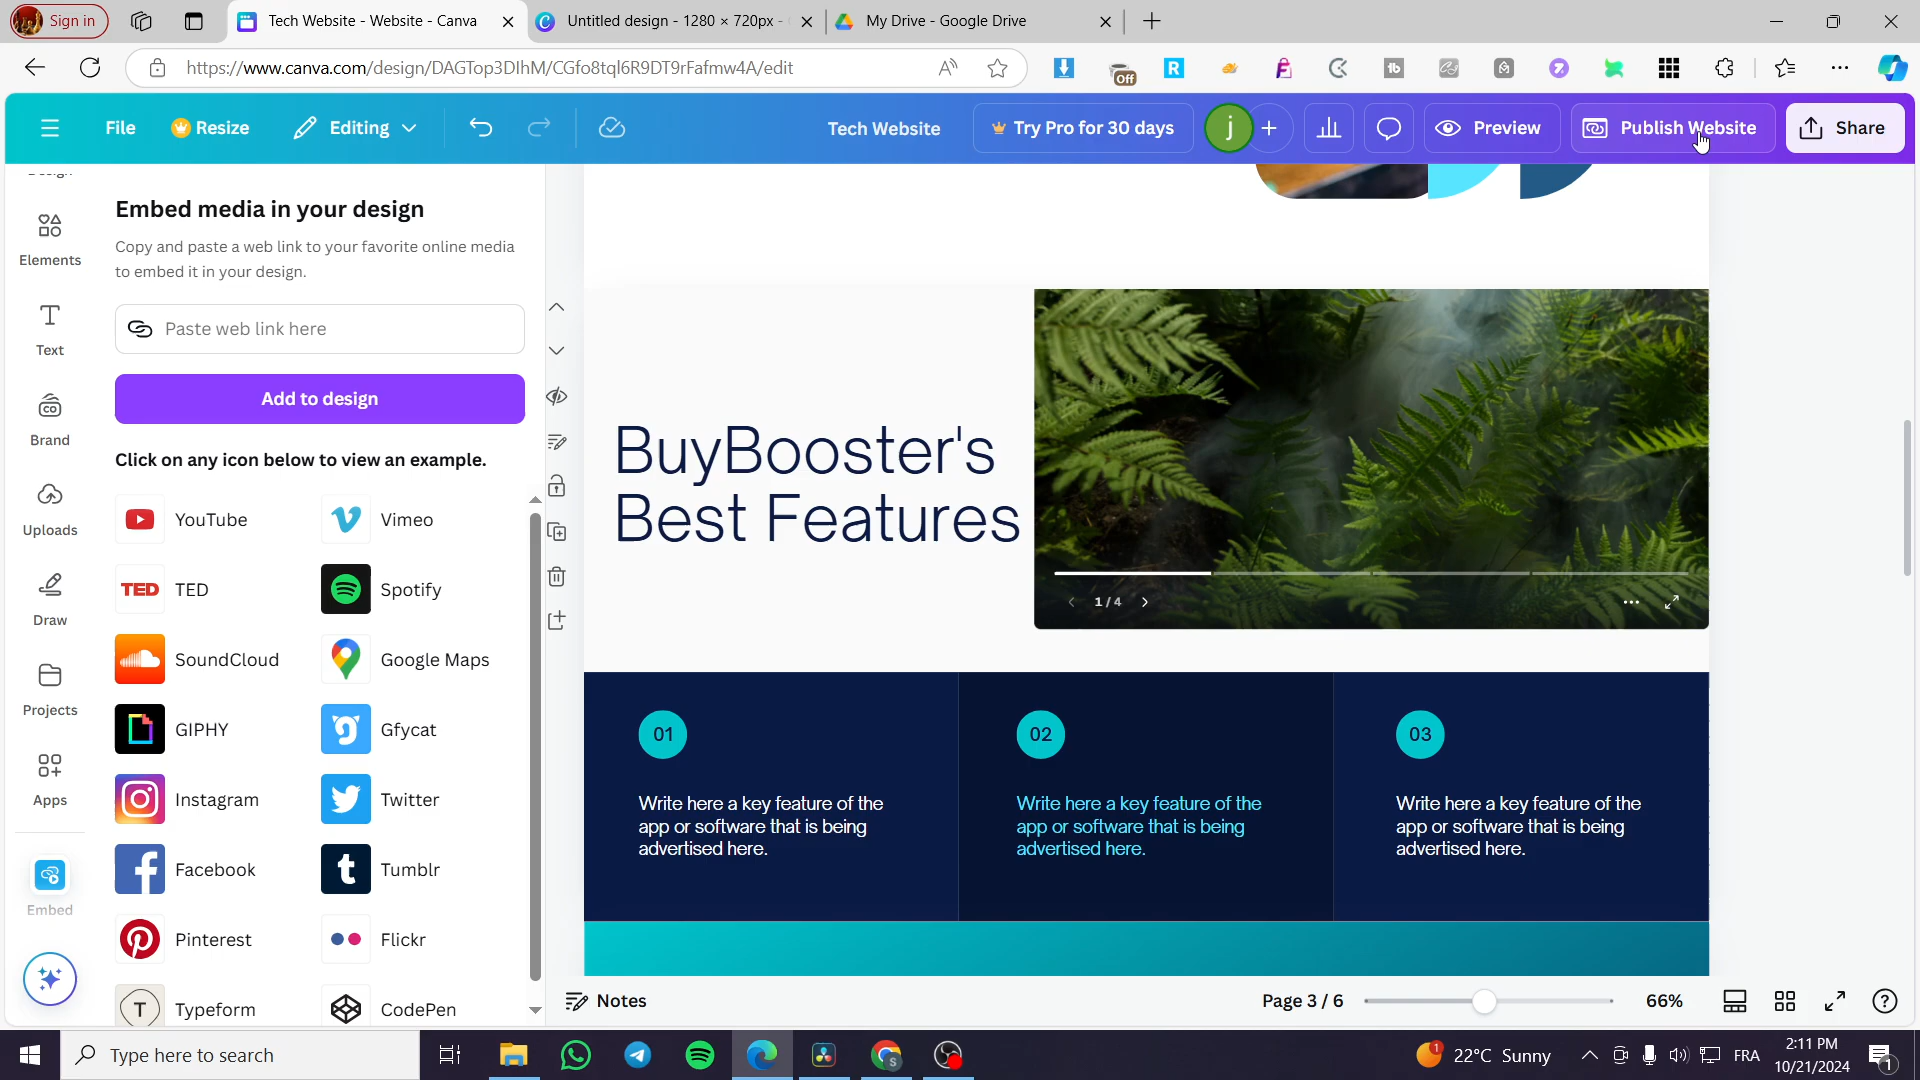 Sign in
Tech Website - Website - Canva
Untitled design - 1280 × 720px -
My Drive - Google Drive
https://www.canva.com/design/DAGTop3DIhM/CGfo8tql6R9DT9rFafmw4A/edit
Off
File
Resize
Editing
Tech Website
Try Pro for 30 days
j
Preview
Publish Website
Share
Elements
Text
Brand
Uploads
Draw
Projects
Apps
Embed
Embed media in your design
Copy and paste a web link to your favorite online media
to embed it in your design.
Paste web link here
Add to design
Click on any icon below to view an example.
YouTube
Vimeo
TED
TED
Spotify
SoundCloud
Google Maps
GIPHY
Gfycat
Instagram
Twitter
Facebook
Tumblr
Pinterest
Flickr
T
Typeform
CodePen
BuyBooster's
Best Features
1 / 4
01
Write here a key feature of the
app or software that is being
advertised here.
02
Write here a key feature of the
app or software that is being
advertised here.
03
Write here a key feature of the
app or software that is being
advertised here.
Notes
Page 3 / 6
66%
Type here to search
22°C Sunny
FRA
2:11 PM
10/21/2024